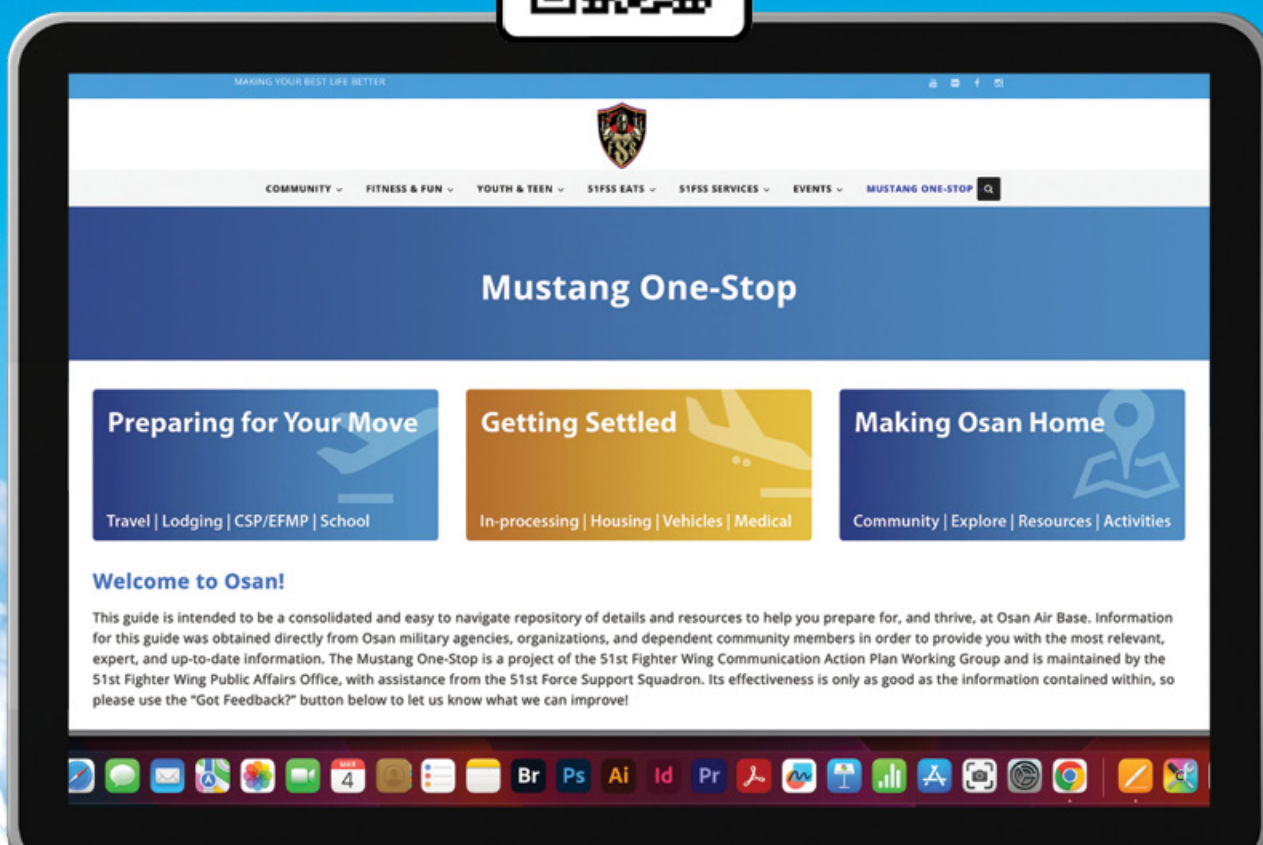 MAKING YOUR BEST LIFE BETTER
FSS
COMMUNITY FITNESS & FUN YOUTH & TEEN 51FSS EATS 51FSS SERVICES EVENTS MUSTANG ONE-STOP
Mustang One-Stop
Preparing for Your Move
Travel | Lodging | CSP/EFMP | School
Getting Settled
In-processing | Housing | Vehicles | Medical
Making Osan Home
Community | Explore | Resources | Activities
Welcome to Osan!
This guide is intended to be a consolidated and easy to navigate repository of details and resources to help you prepare for, and thrive, at Osan Air Base. Information
for this guide was obtained directly from Osan military agencies, organizations, and dependent community members in order to provide you with the most relevant,
expert, and up-to-date information. The Mustang One-Stop is a project of the 51st Fighter Wing Communication Action Plan Working Group and is maintained by the
51st Fighter Wing Public Affairs Office, with assistance from the 51st Force Support Squadron. Its effectiveness is only as good as the information contained within, so
please use the "Got Feedback?" button below to let us know what we can improve!
MAR
4
Br Ps Ai Id Pr